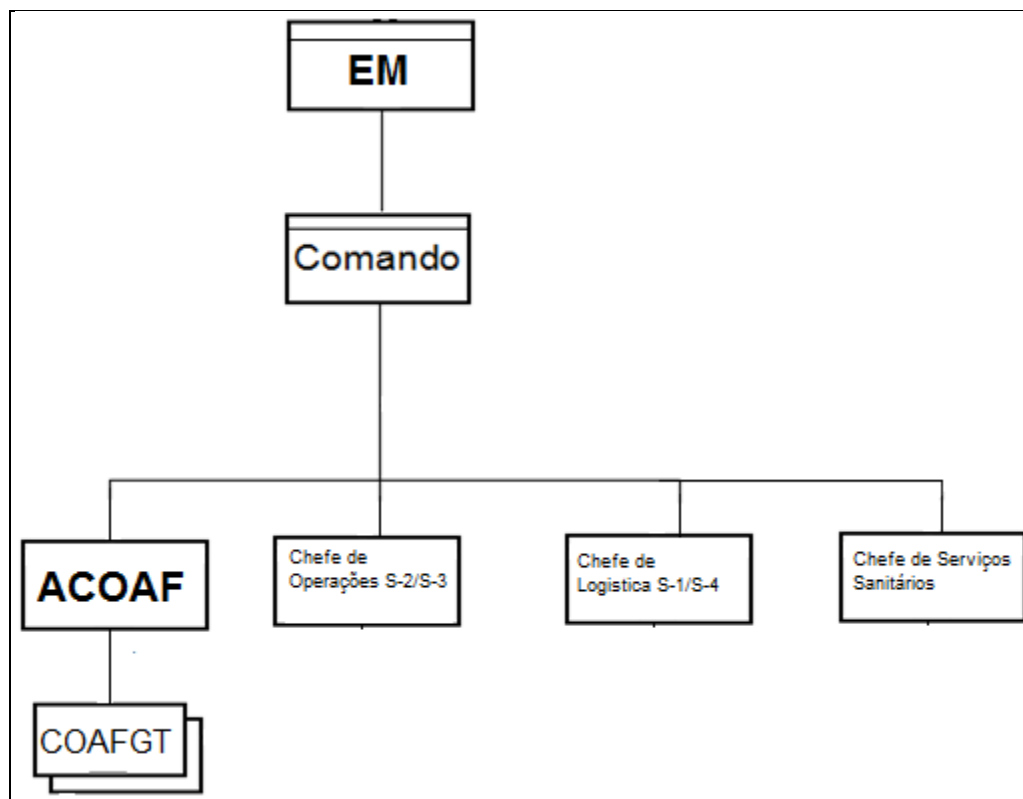 EM
Comando
ACOAF
Chefe de
Operações S-2/S-3
Chefe de
Logistica S-1/S-4
Chefe de Serviços
Sanitários
COAFGT